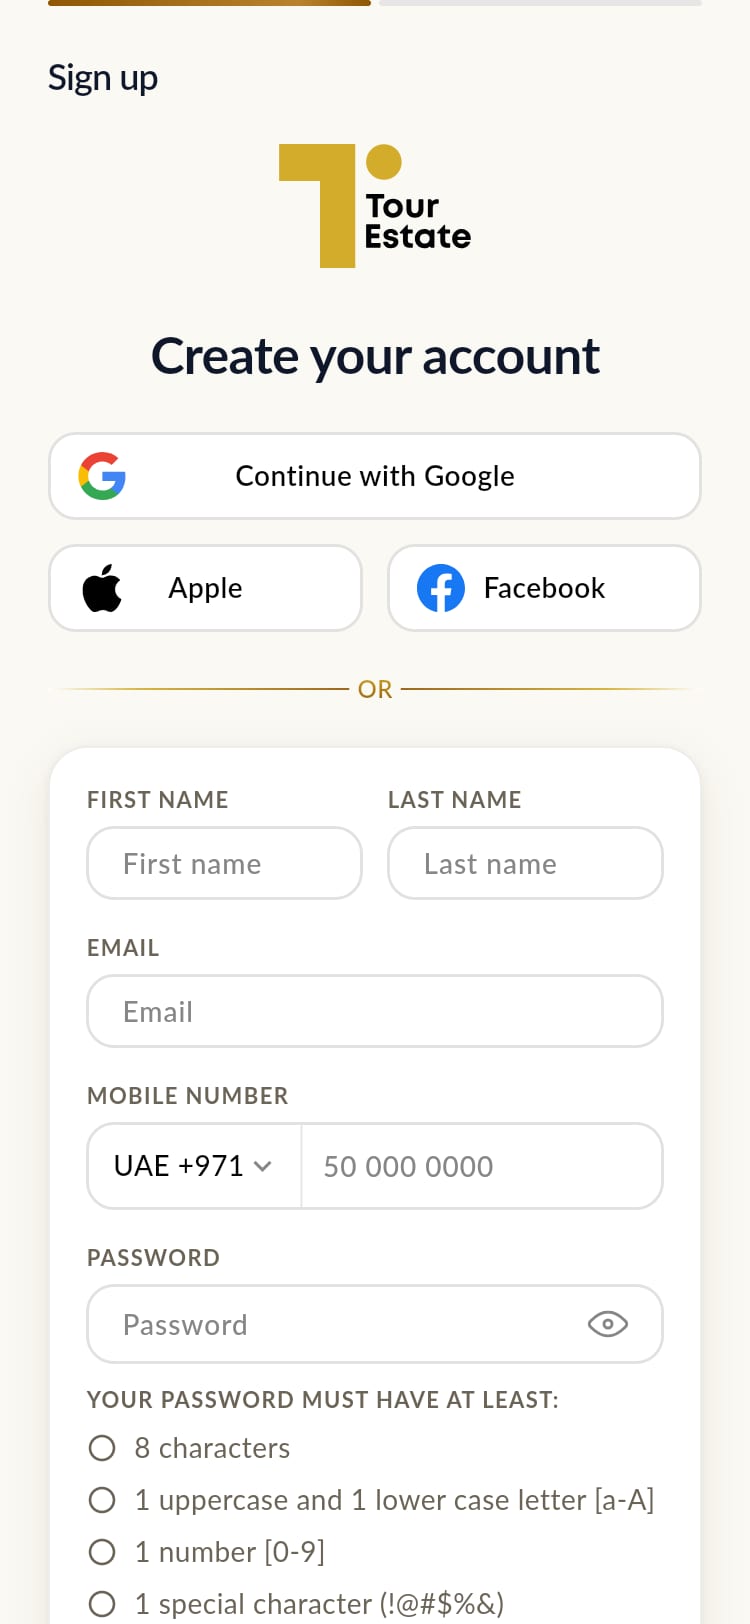 Sign up
Tour
Estate
Create your account
Continue with Google
Apple
Facebook
OR
FIRST NAME
LAST NAME
First name
Last name
EMAIL
Email
MOBILE NUMBER
UAE +971
50 000 0000
PASSWORD
Password
YOUR PASSWORD MUST HAVE AT LEAST:
8 characters
1 uppercase and 1 lower case letter [a-A]
1 number [0-9]
1 special character (!@#$%&)